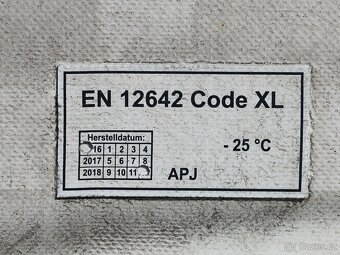 EN 12642 Code XL
Herstelldatum:
16 1 2 3 4
2017 5 6 7 8
2018 9 10 11
- 25 °C
APJ